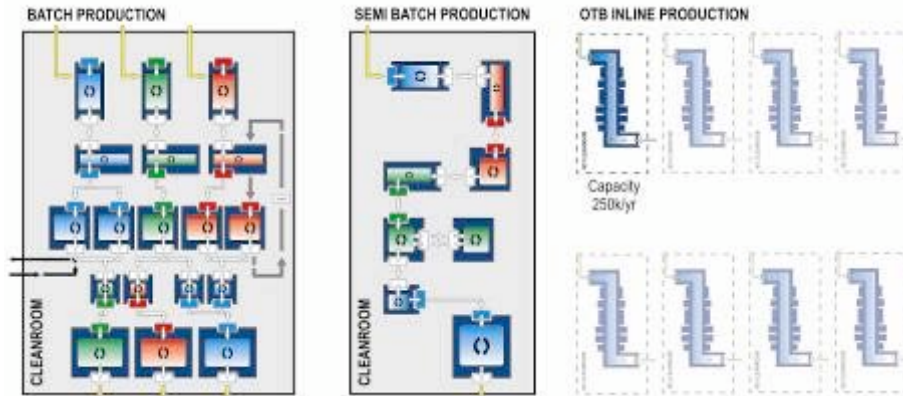 BATCH PRODUCTION
SEMI BATCH PRODUCTION
OTB INLINE PRODUCTION
CLEANROOM
CLEANROOM
Capacity
250k/yr